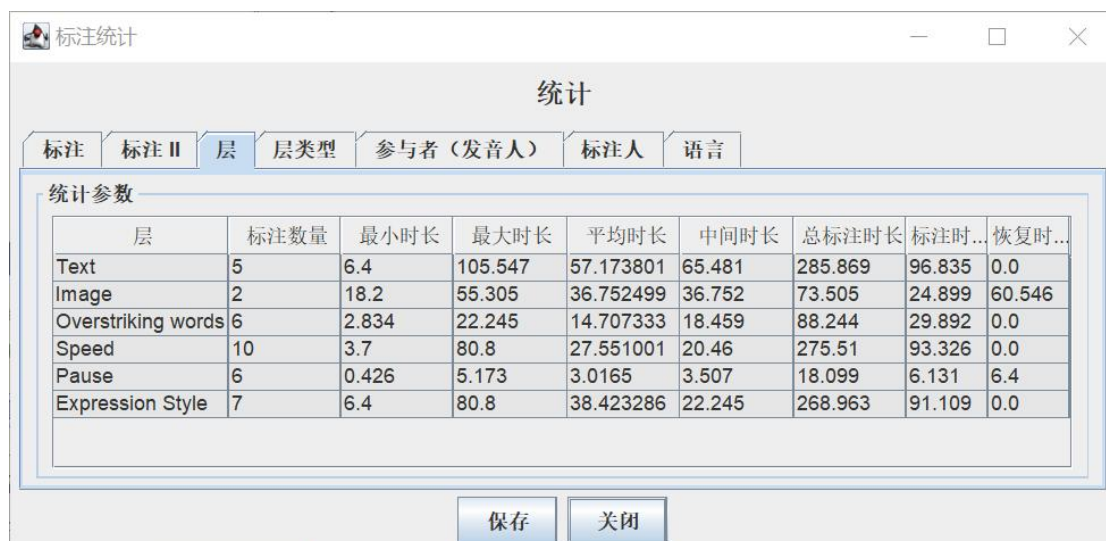 标注统计
统计
标注 标注 II 层 层类型 参与者（发音人） 标注人 语言
统计参数
层 标注数量 最小时长 最大时长 平均时长 中间时长 总标注时长 标注时... 恢复时...
Text 5 6.4 105.547 57.173801 65.481 285.869 96.835 0.0
Image 2 18.2 55.305 36.752499 36.752 73.505 24.899 60.546
Overstriking words 6 2.834 22.245 14.707333 18.459 88.244 29.892 0.0
Speed 10 3.7 80.8 27.551001 20.46 275.51 93.326 0.0
Pause 6 0.426 5.173 3.0165 3.507 18.099 6.131 6.4
Expression Style 7 6.4 80.8 38.423286 22.245 268.963 91.109 0.0
保存 关闭